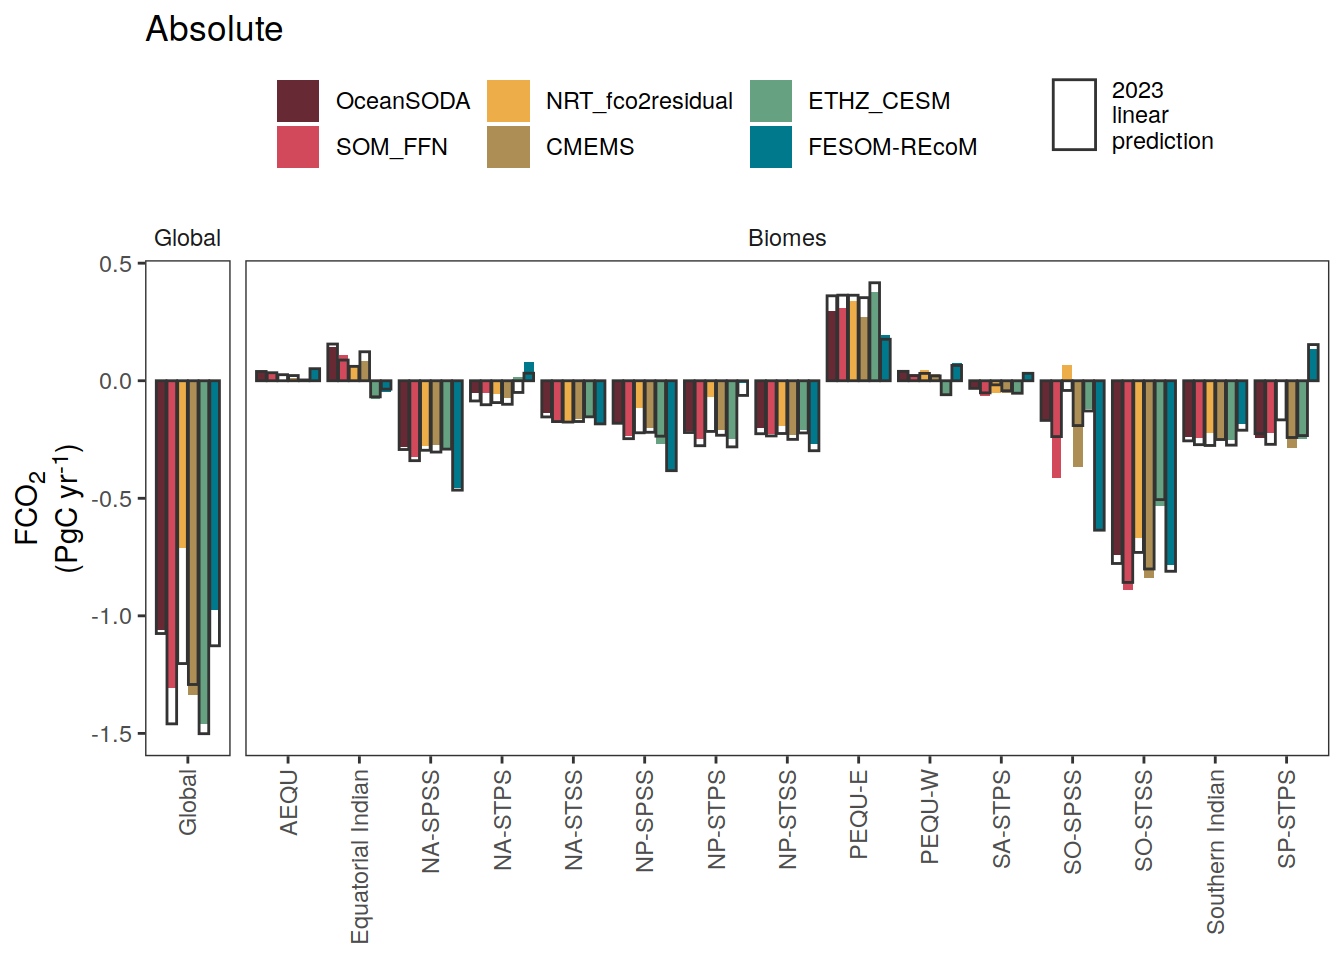 Absolute
OceanSODA
SOM_FFN
NRT_fco2residual
CMEMS
ETHZ_CESM
FESOM-REcoM
2023
linear
prediction
Global
Biomes
FCO₂
(PgC yr⁻¹)
0.5
0.0
-0.5
-1.0
-1.5
Global
AEQU
Equatorial Indian
NA-SPSS
NA-STPS
NA-STSS
NP-SPSS
NP-STPS
NP-STSS
PEQU-E
PEQU-W
SA-STPS
SO-SPSS
SO-STSS
Southern Indian
SP-STPS